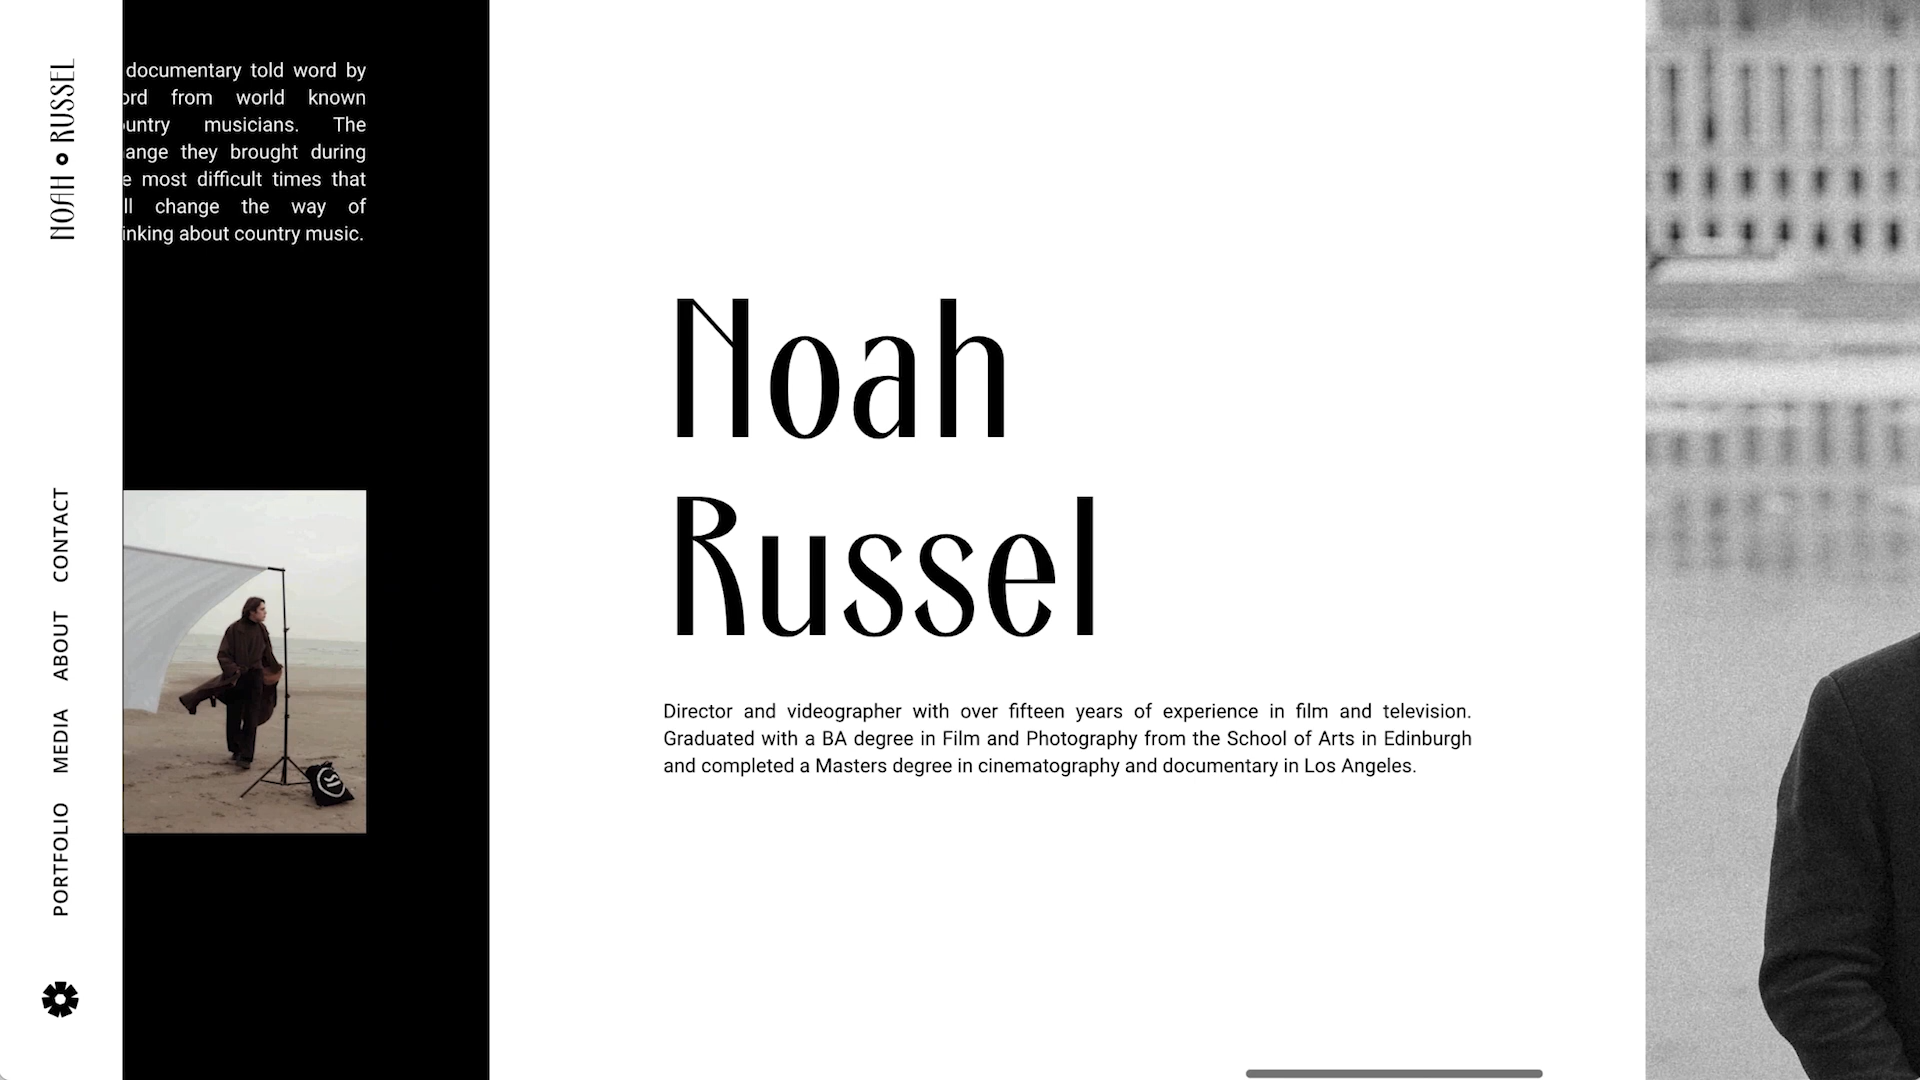 NOAH RUSSEL
CONTACT
ABOUT
MEDIA
PORTFOLIO
documentary told word by
from world known
musicians. The
they brought during
most difficult times that
change the way of
about country music.
Noah
Russel
Director and videographer with over fifteen years of experience in film and television.
Graduated with a BA degree in Film and Photography from the School of Arts in Edinburgh
and completed a Masters degree in cinematography and documentary in Los Angeles.